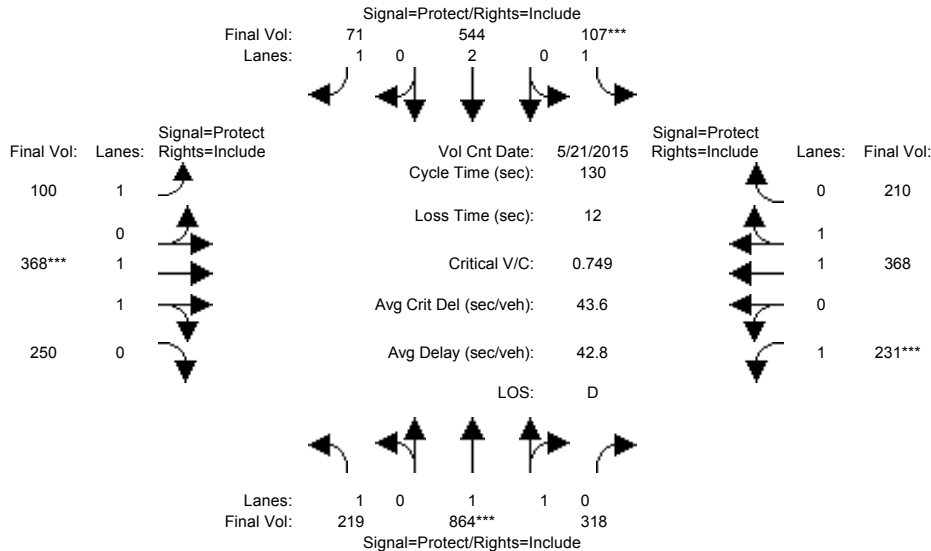 Signal=Protect/Rights=Include
Final Vol: 71 544 107***
Lanes: 1 0 2 0 1
Signal=Protect Signal=Protect
Final Vol: Lanes: Rights=Include Vol Cnt Date: 5/21/2015 Rights=Include Lanes: Final Vol:
Cycle Time (sec): 130
100 1 0 210
Loss Time (sec): 12
0 1
368*** 1 Critical V/C: 0.749 1 368
1 Avg Crit Del (sec/veh): 43.6 0
250 0 Avg Delay (sec/veh): 42.8 1 231***
LOS: D
Lanes: 1 0 1 1 0
Final Vol: 219 864*** 318
Signal=Protect/Rights=Include